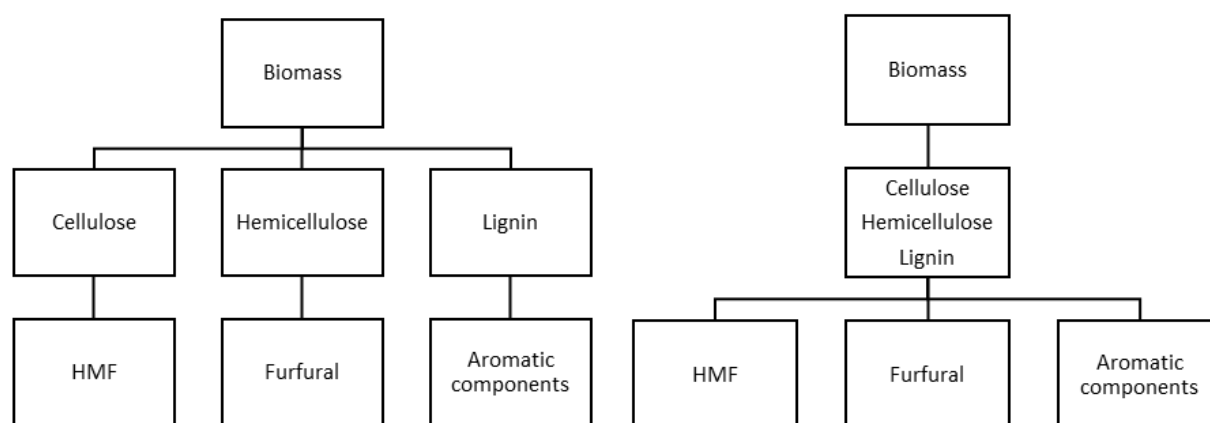 Biomass
Cellulose
Hemicellulose
Lignin
HMF
Furfural
Aromatic
components
Biomass
Cellulose
Hemicellulose
Lignin
HMF
Furfural
Aromatic
components